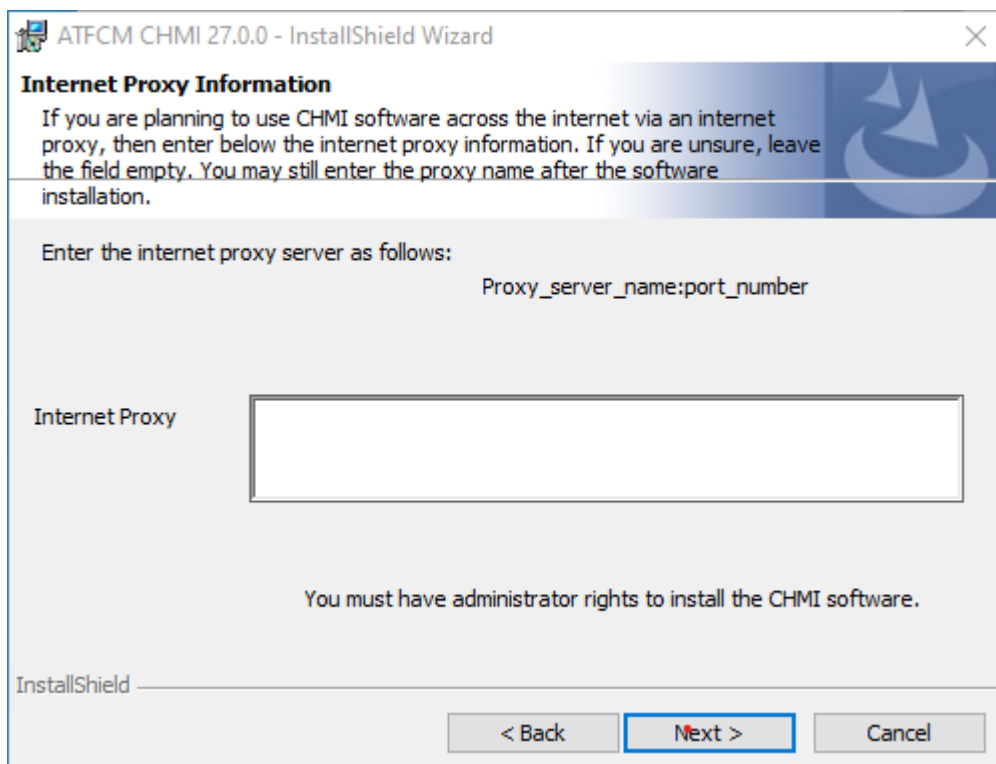 ATFCM CHMI 27.0.0 - InstallShield Wizard
Internet Proxy Information
If you are planning to use CHMI software across the internet via an internet
proxy, then enter below the internet proxy information. If you are unsure, leave
the field empty. You may still enter the proxy name after the software
installation.
Enter the internet proxy server as follows:
Proxy_server_name:port_number
Internet Proxy
You must have administrator rights to install the CHMI software.
InstallShield
< Back
Next >
Cancel